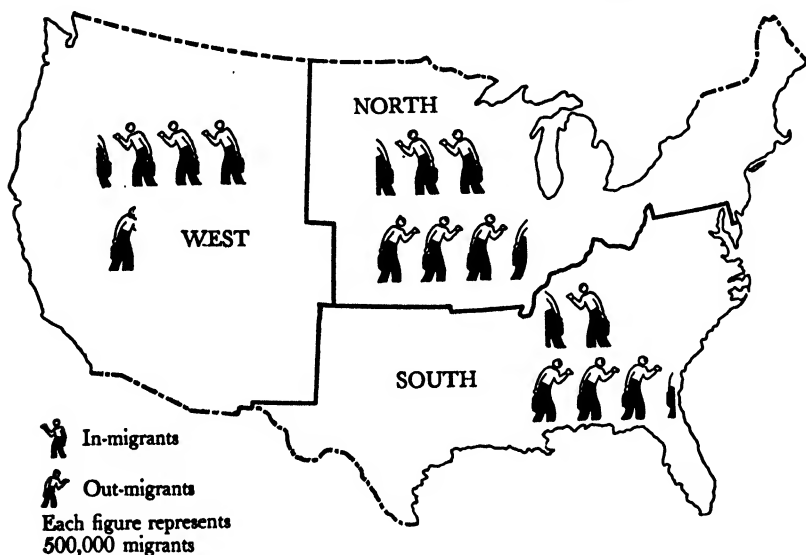 NORTH
WEST
SOUTH
In-migrants
Out-migrants
Each figure represents
500,000 migrants